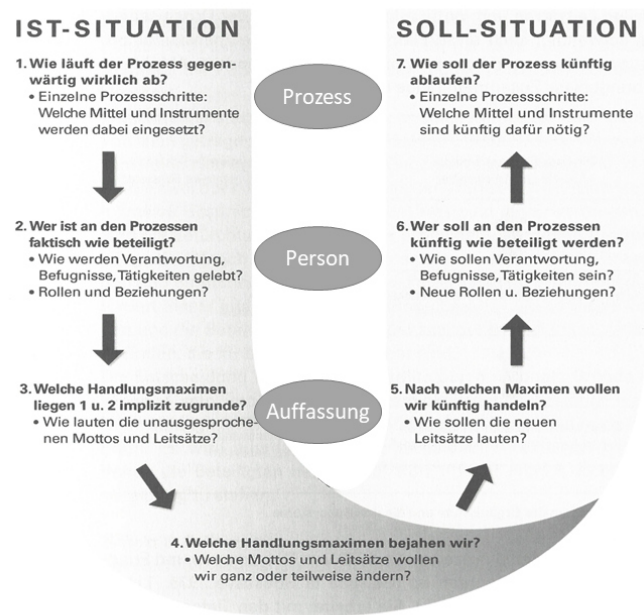 IST-SITUATION
1. Wie läuft der Prozess gegen-
wärtig wirklich ab?
• Einzelne Prozessschritte:
Welche Mittel und Instrumente
werden dabei eingesetzt?
2. Wer ist an den Prozessen
faktisch wie beteiligt?
• Wie werden Verantwortung,
Befugnisse, Tätigkeiten gelebt?
• Rollen und Beziehungen?
3. Welche Handlungsmaximen
liegen 1 u. 2 implizit zugrunde?
• Wie lauten die unausgesproche-
nen Mottos und Leitsätze?
4. Welche Handlungsmaximen bejahen wir?
• Welche Mottos und Leitsätze wollen
wir ganz oder teilweise ändern?
Prozess
Person
Auffassung
SOLL-SITUATION
7. Wie soll der Prozess künftig
ablaufen?
• Einzelne Prozessschritte:
Welche Mittel und Instrumente
sind künftig dafür nötig?
6. Wer soll an den Prozessen
künftig wie beteiligt werden?
• Wie sollen Verantwortung,
Befugnisse, Tätigkeiten sein?
• Neue Rollen u. Beziehungen?
5. Nach welchen Maximen wollen
wir künftig handeln?
• Wie sollen die neuen
Leitsätze lauten?